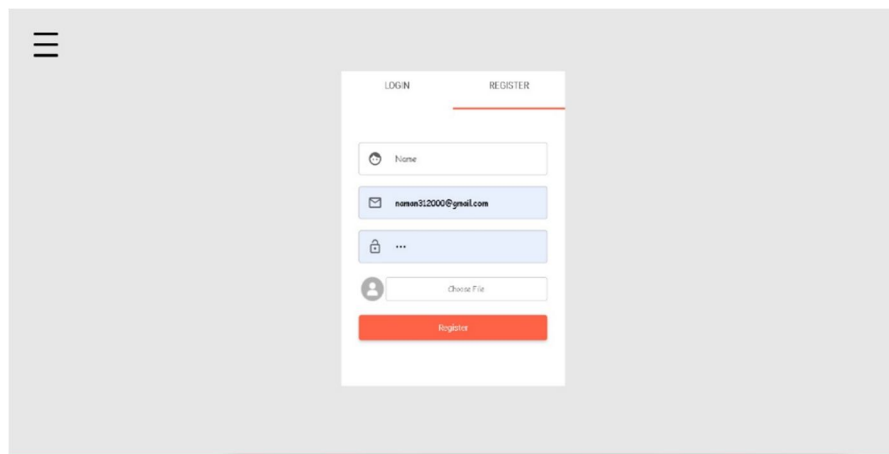 LOGIN REGISTER
Name
naman312000@gmail.com
•••
Choose File
Register